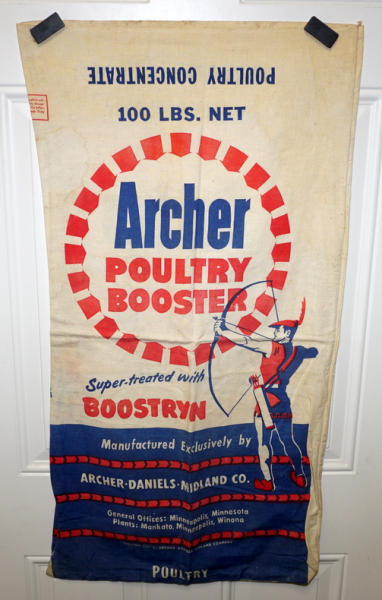 POULTRY CONCENTRATE
100 LBS. NET
Archer
POULTRY
BOOSTER
Super-treated with
BOOSTRYN
Manufactured Exclusively by
ARCHER-DANIELS-MIDLAND CO.
General Offices: Minneapolis, Minnesota
Plants: Mankato, Minneapolis, Winona
POULTRY